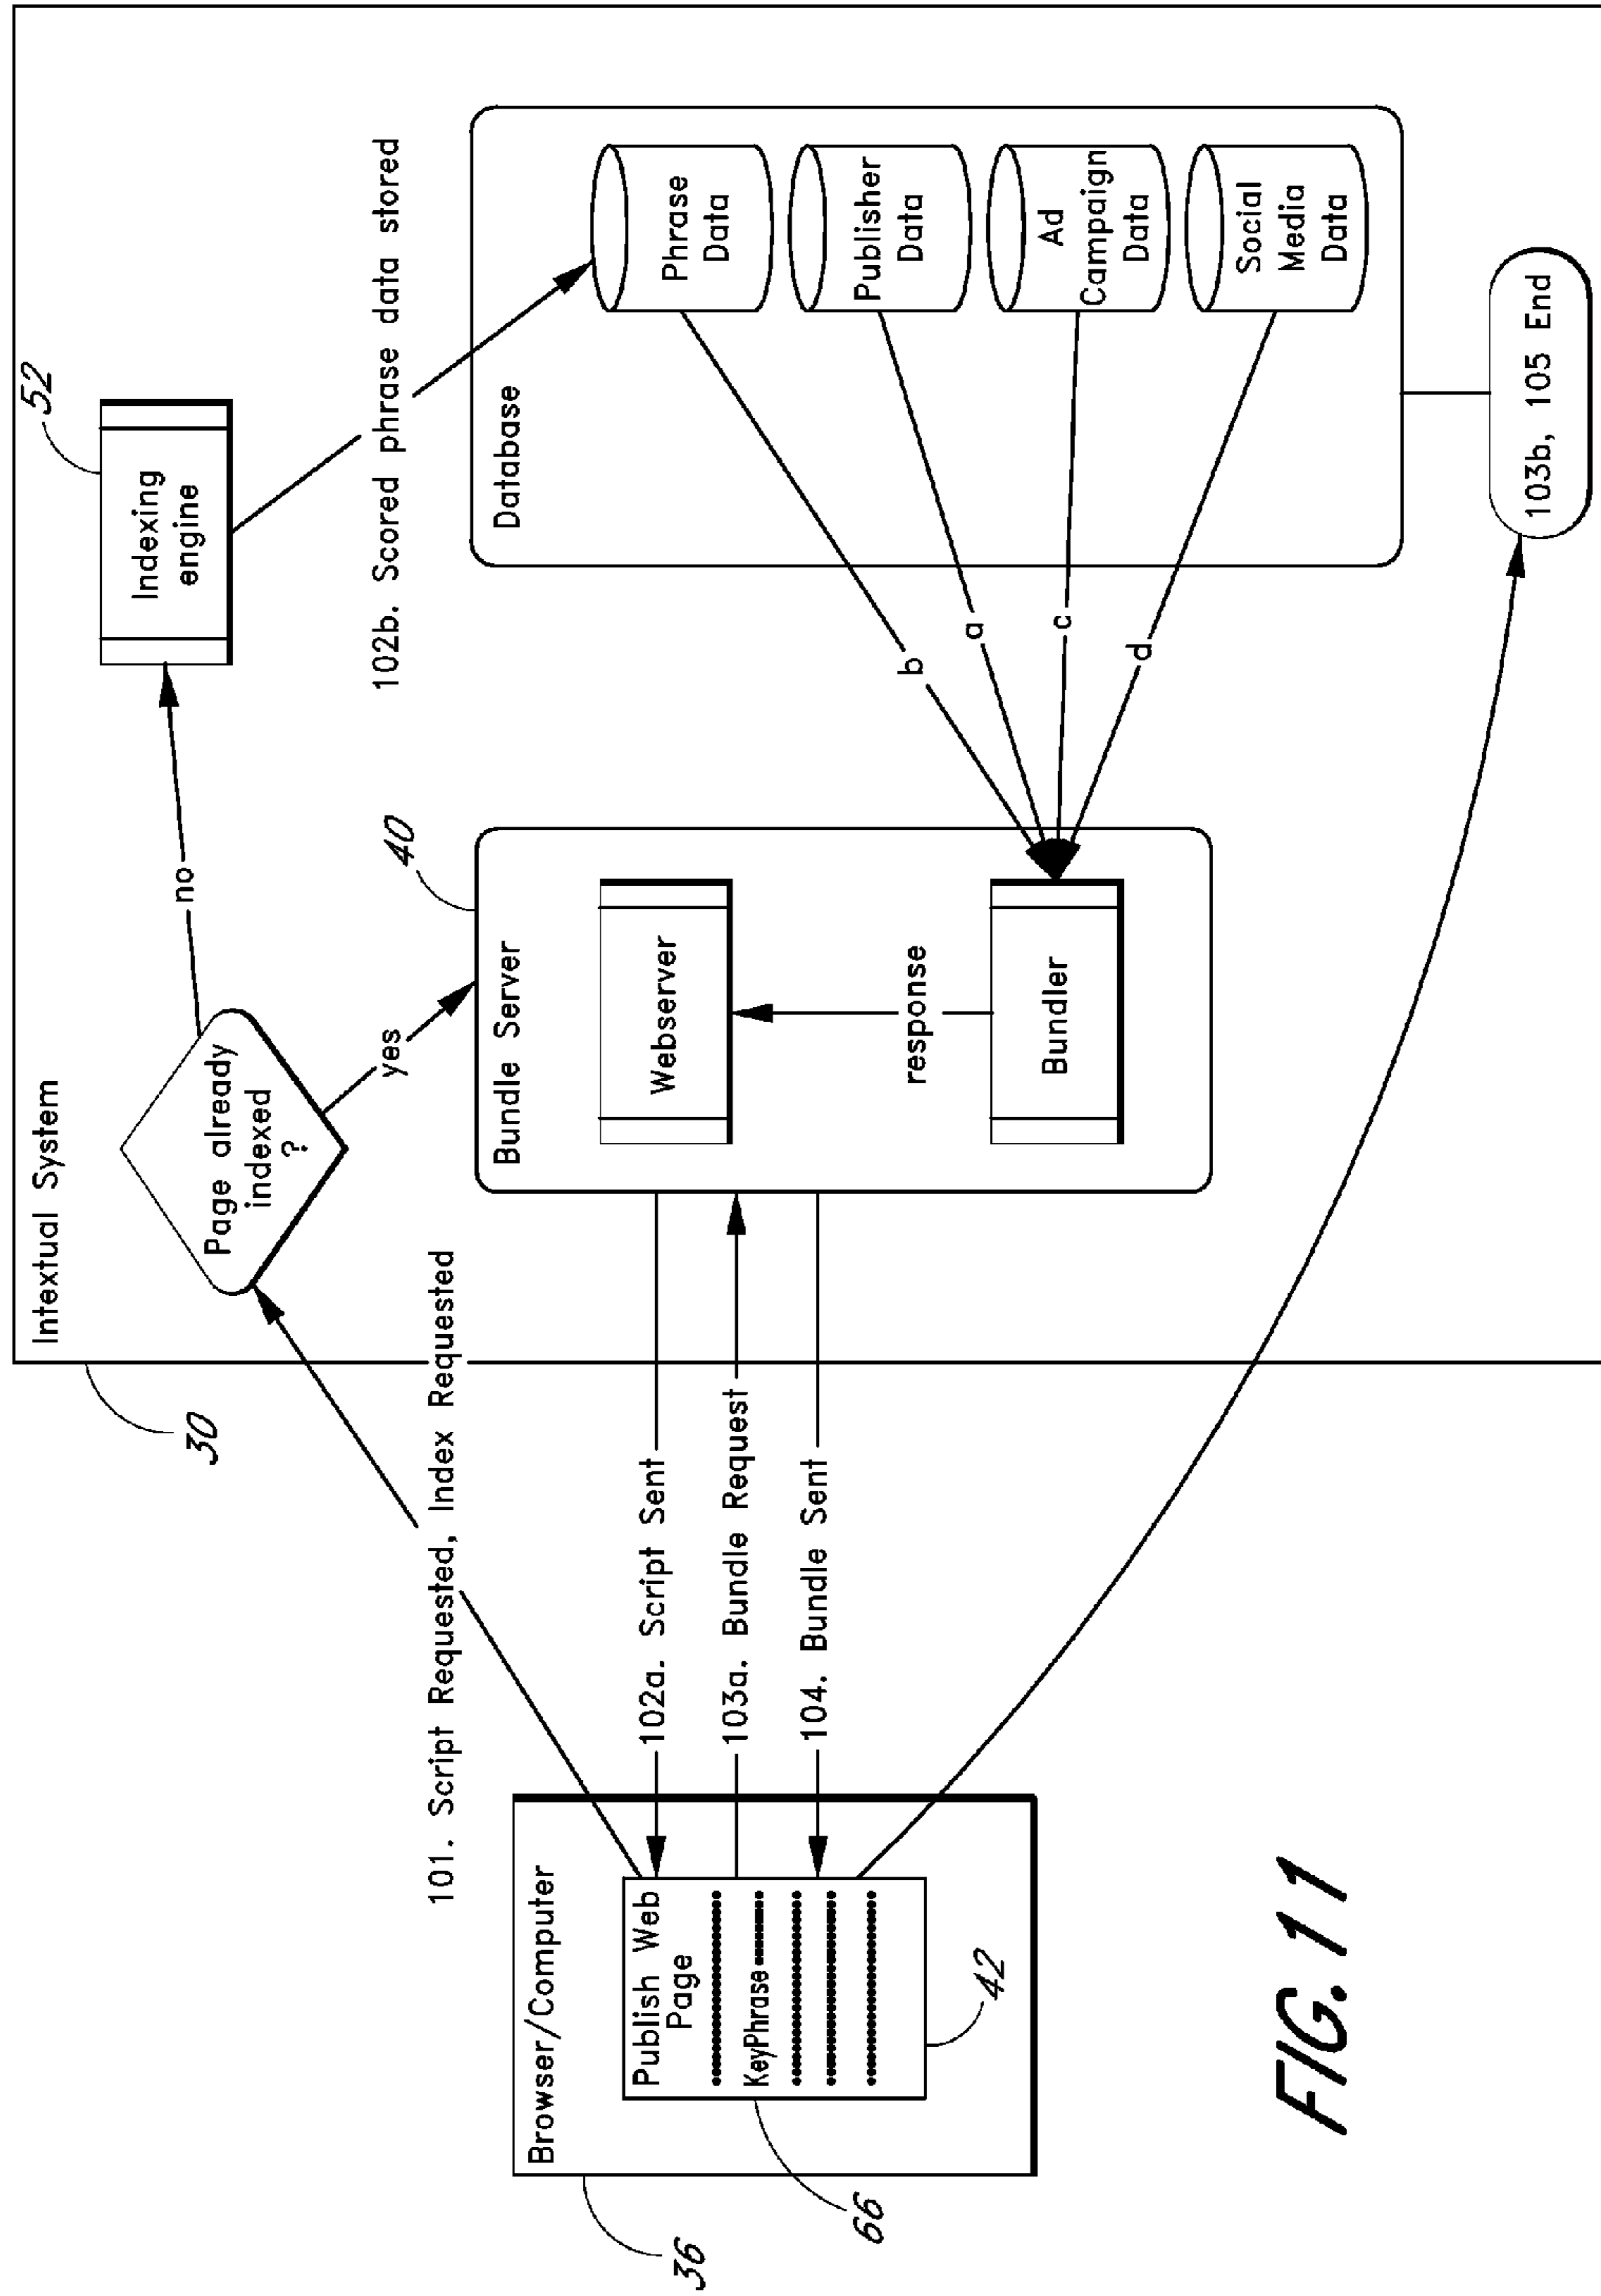 Intextual System
30
Page already
indexed
?
no
yes
Indexing
engine
52
101. Script Requested, Index Requested
102b. Scored phrase data stored
Browser/Computer
36
Publish Web
Page
KeyPhrase
66
42
102a. Script Sent
103a. Bundle Request
104. Bundle Sent
Bundle Server
40
Webserver
response
Bundler
b
a
c
d
Database
Phrase
Data
Publisher
Data
Ad
Campaign
Data
Social
Media
Data
103b, 105 End
FIG. 11